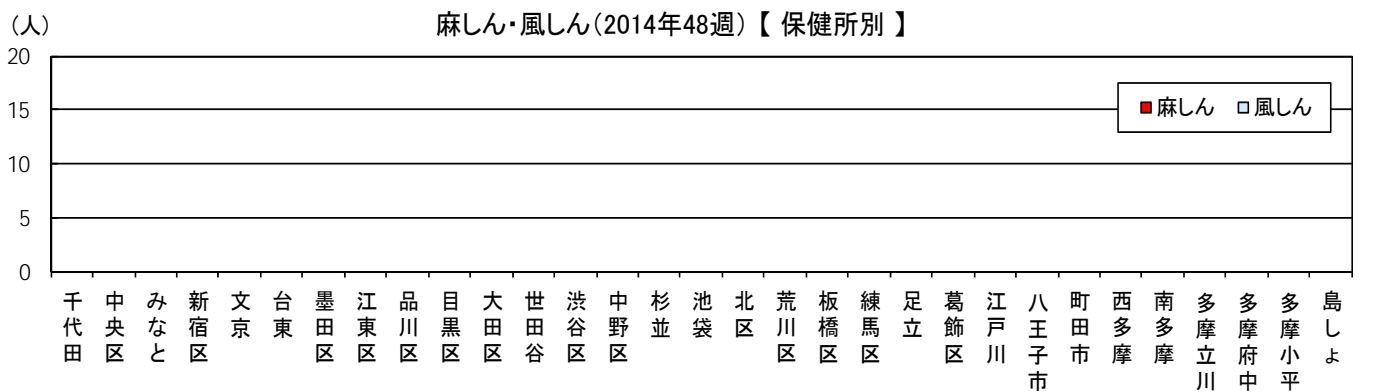 (人)
麻しん・風しん(2014年48週)【 保健所別 】
20
15
10
5
0
麻しん 風しん
千代田
中央区
みなと
新宿区
文京
台東
墨田区
江東区
品川区
目黒区
大田区
世田谷
渋谷区
中野区
杉並
池袋
北区
荒川区
板橋区
練馬区
足立
葛飾区
江戸川
八王子市
町田市
西多摩
南多摩
多摩立川
多摩府中
多摩小平
島しょ